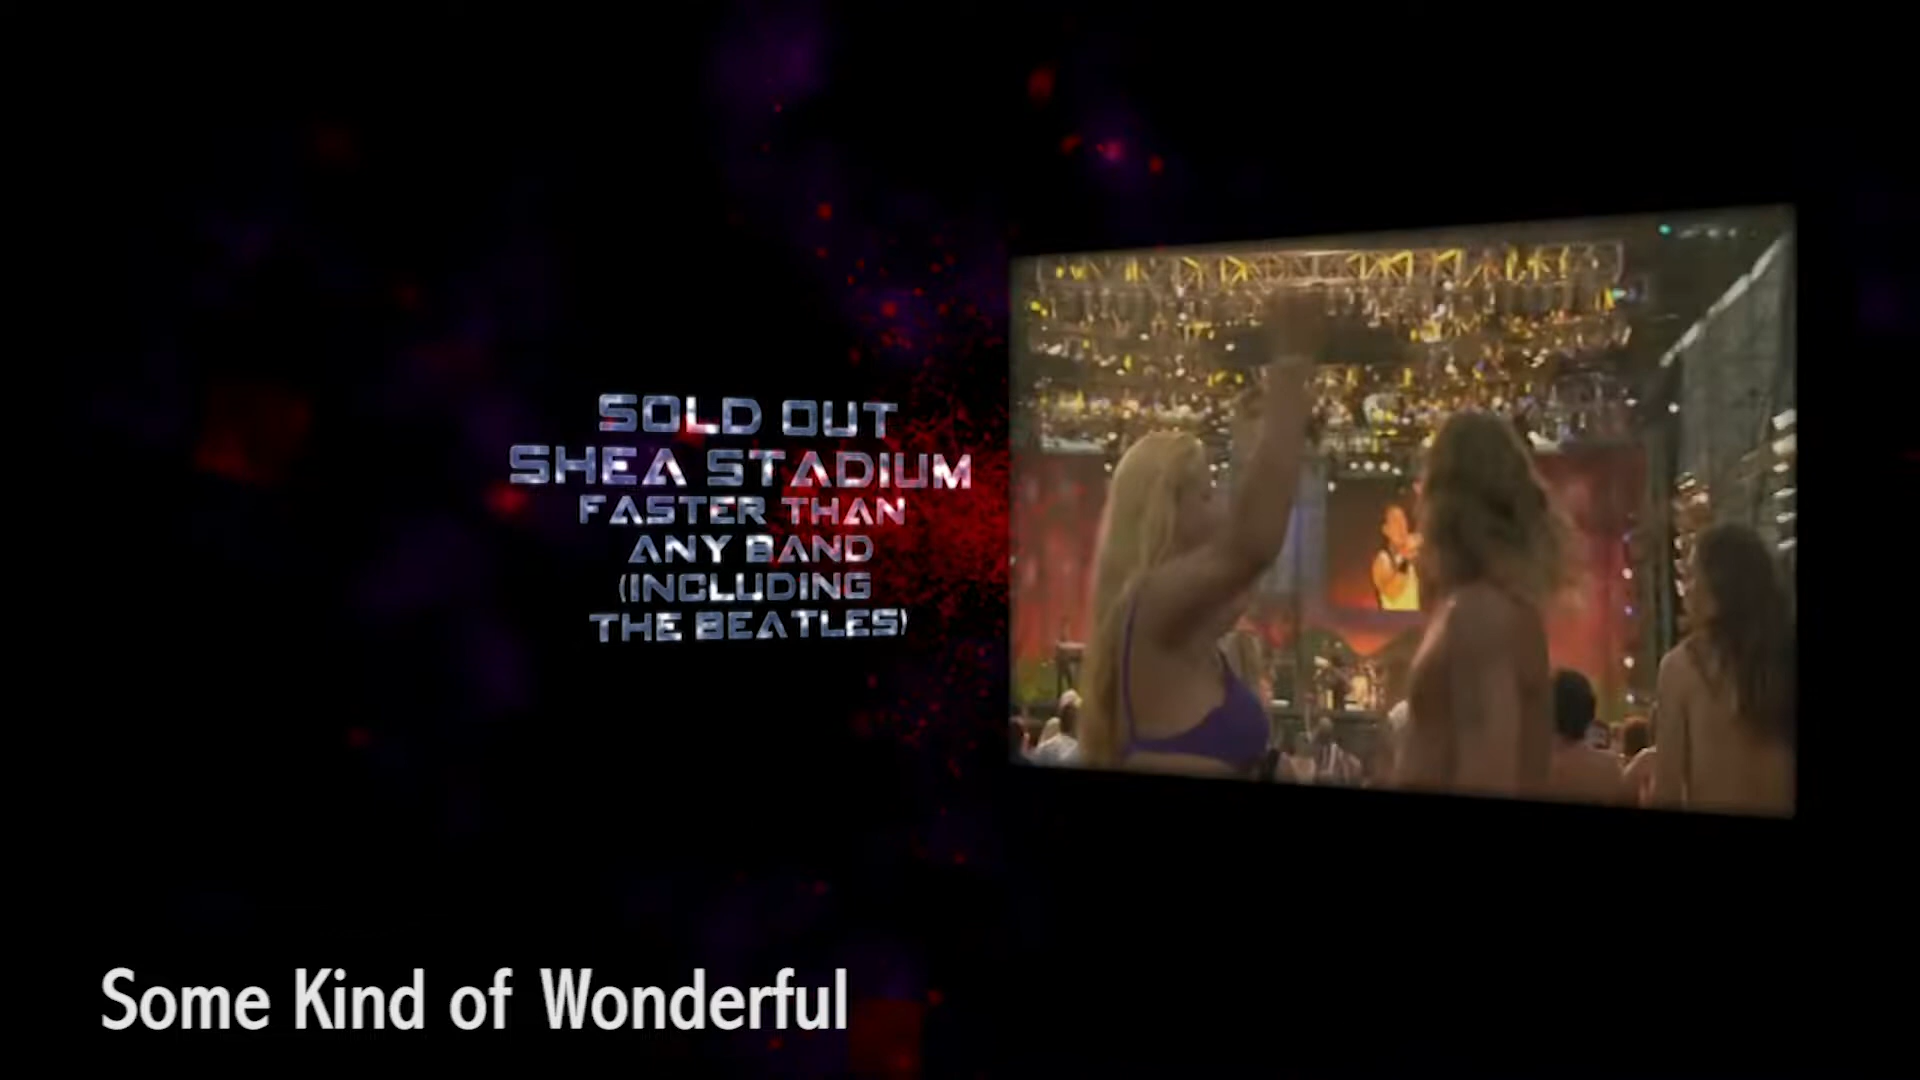 SOLD OUT
SHEA STADIUM
FASTER THAN
ANY BAND
(INCLUDING
THE BEATLES)
Some Kind of Wonderful